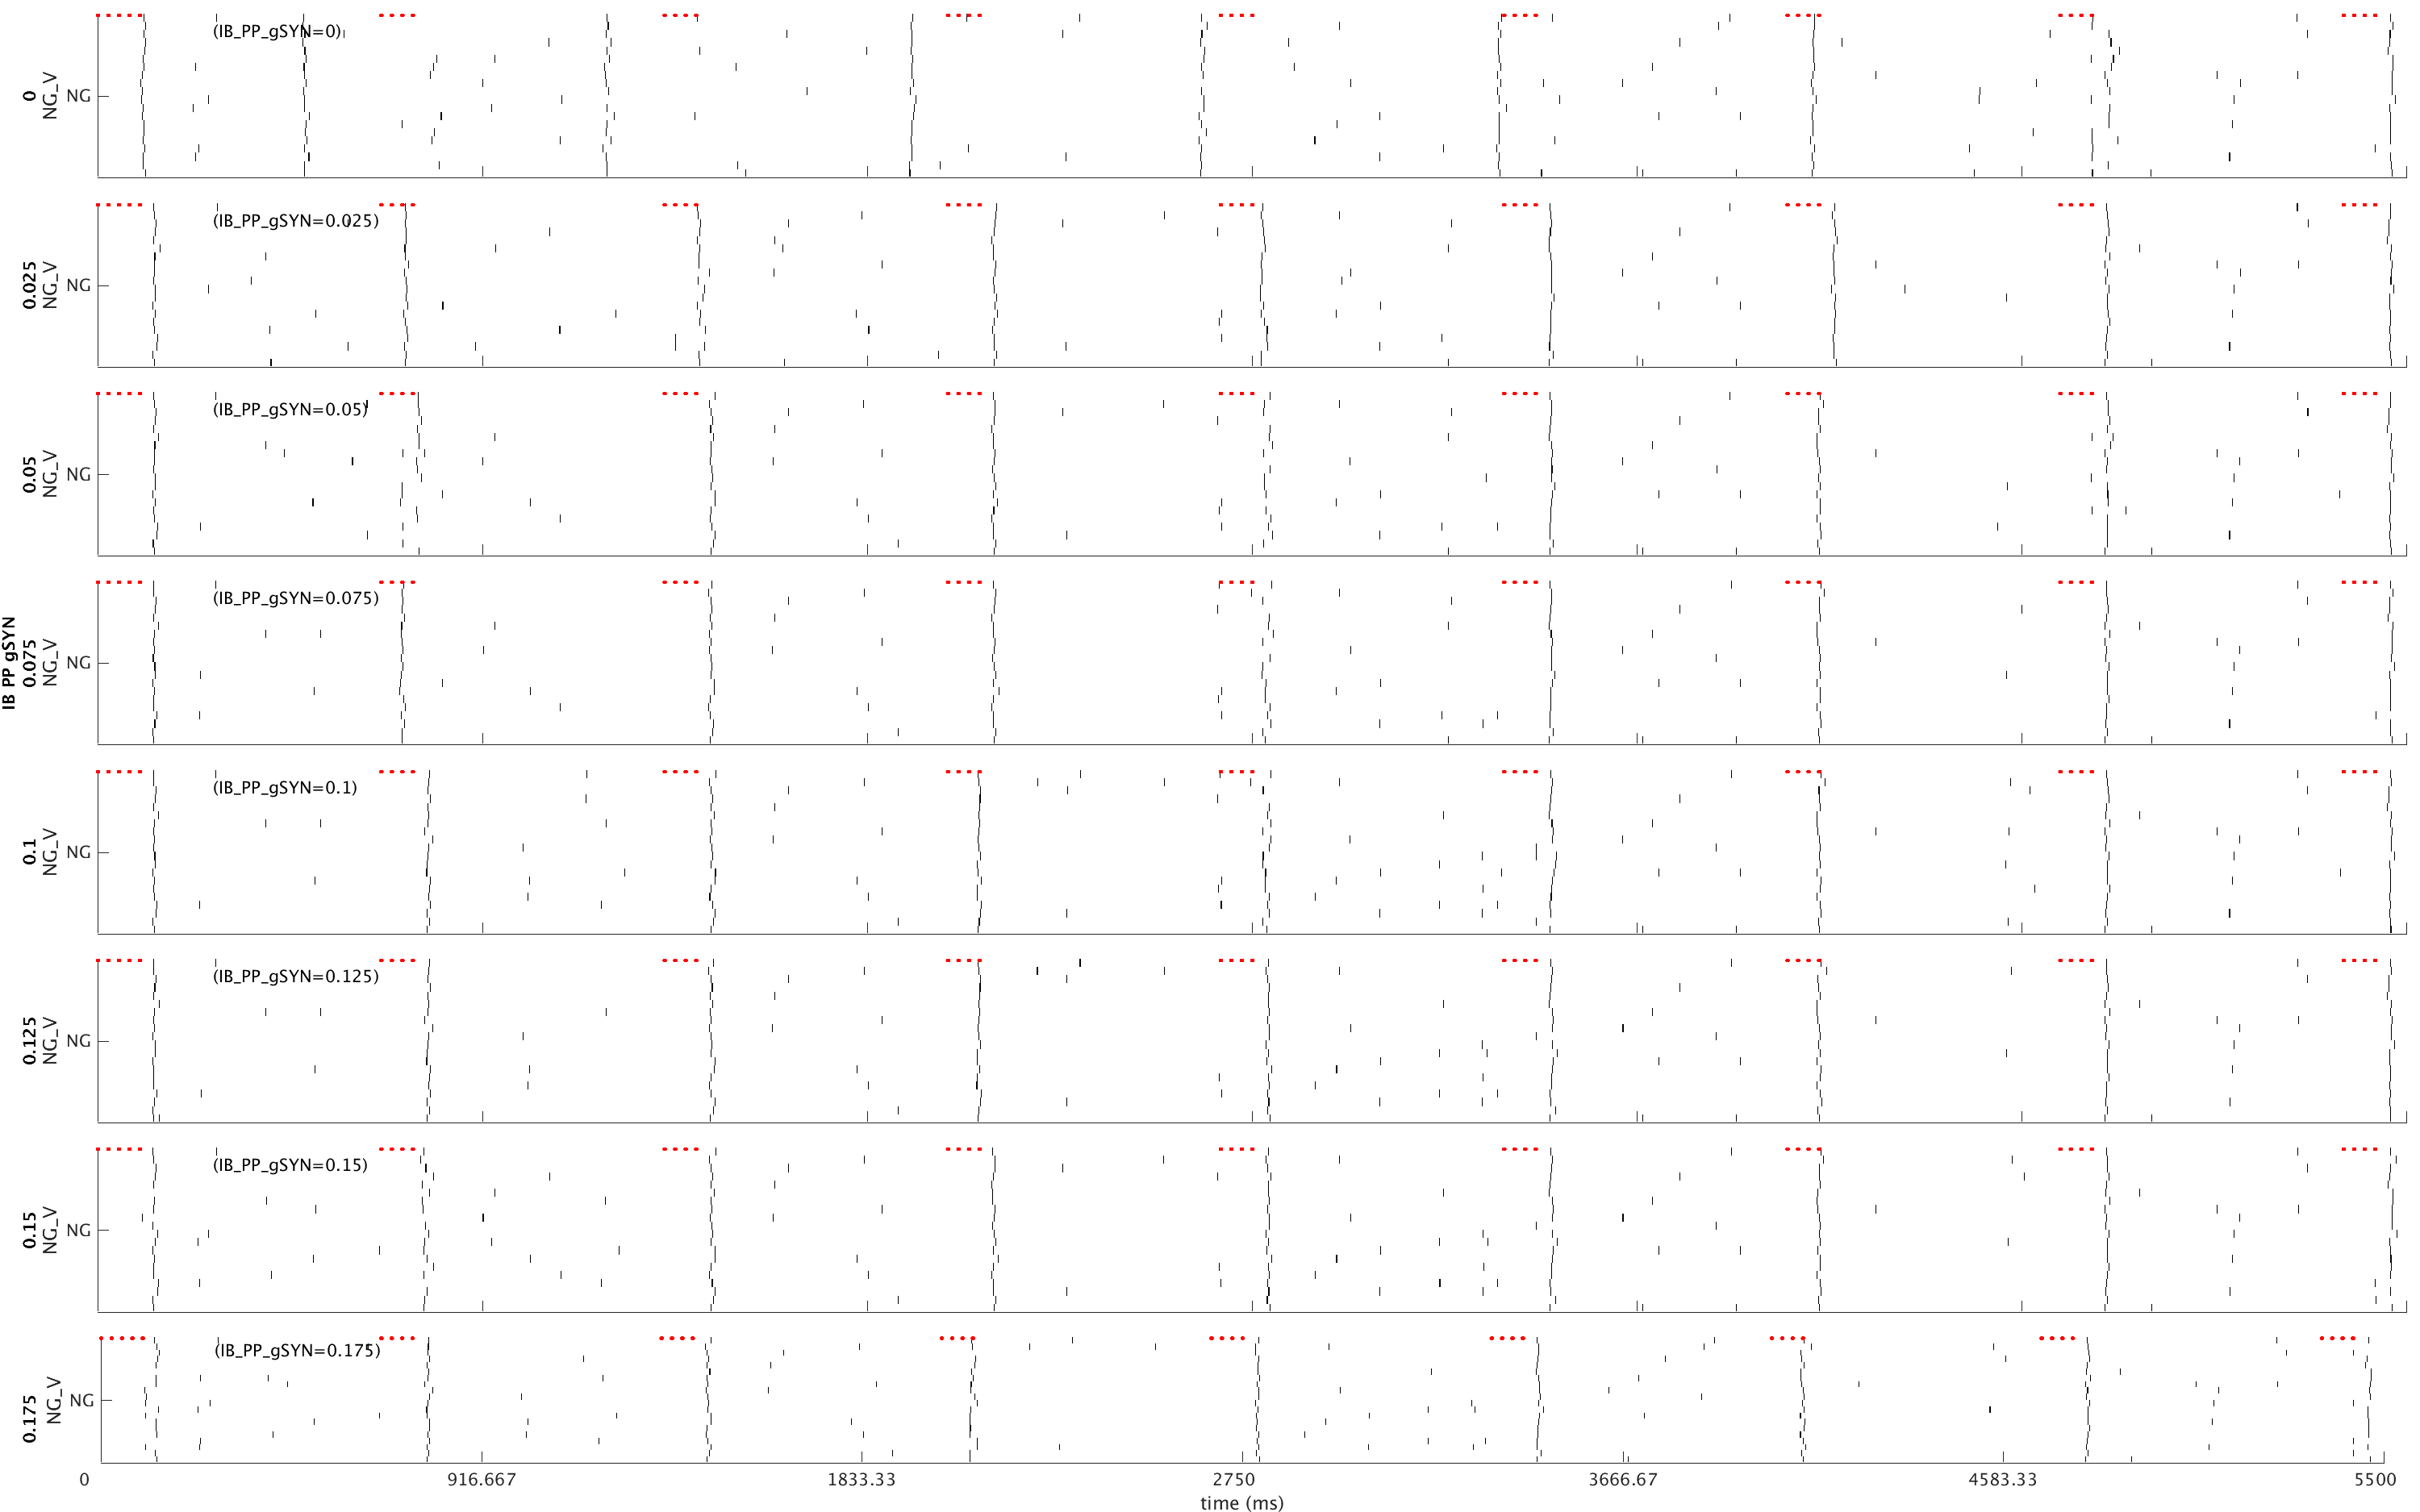 IB PP gSYN
(IB_PP_gSYN=0)
0
NG_V
NG
(IB_PP_gSYN=0.025)
0.025
NG_V
NG
(IB_PP_gSYN=0.05)
0.05
NG_V
NG
(IB_PP_gSYN=0.075)
0.075
NG_V
NG
(IB_PP_gSYN=0.1)
0.1
NG_V
NG
(IB_PP_gSYN=0.125)
0.125
NG_V
NG
(IB_PP_gSYN=0.15)
0.15
NG_V
NG
(IB_PP_gSYN=0.175)
0.175
NG_V
NG
0 916.667 1833.33 2750 3666.67 4583.33 5500
time (ms)